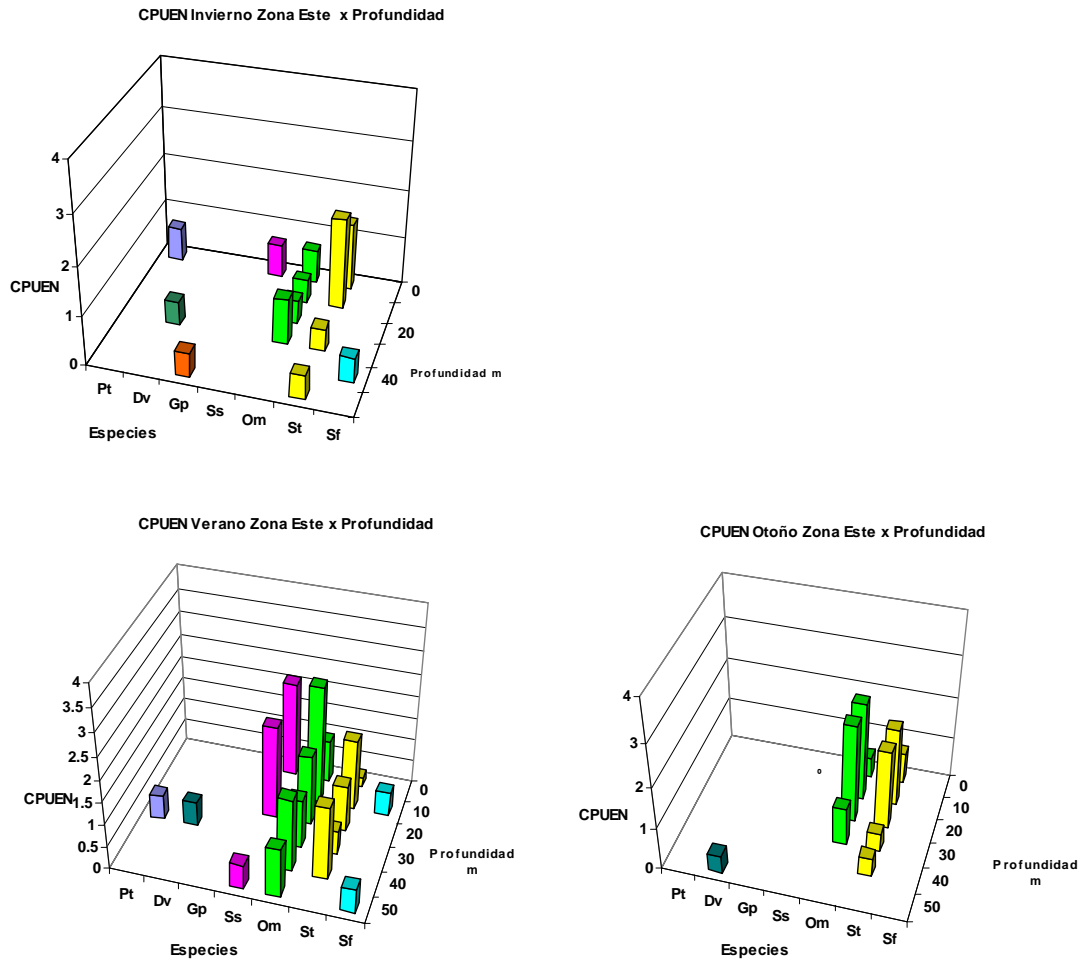 CPUEN Invierno Zona Este x Profundidad
4
3
2
CPUEN
1
0
0
20
40
Profundidad m
Pt Dv Gp Ss Om St Sf
Especies
CPUEN Verano Zona Este x Profundidad
4
3.5
3
2.5
2
CPUEN
1.5
1
0.5
0
0
10
20
30
40
50
Profundidad
m
Pt Dv Gp Ss Om St Sf
Especies
CPUEN Otoño Zona Este x Profundidad
4
3
2
CPUEN
1
0
0
10
20
30
40
50
Profundidad
m
Pt Dv Gp Ss Om St Sf
Especies